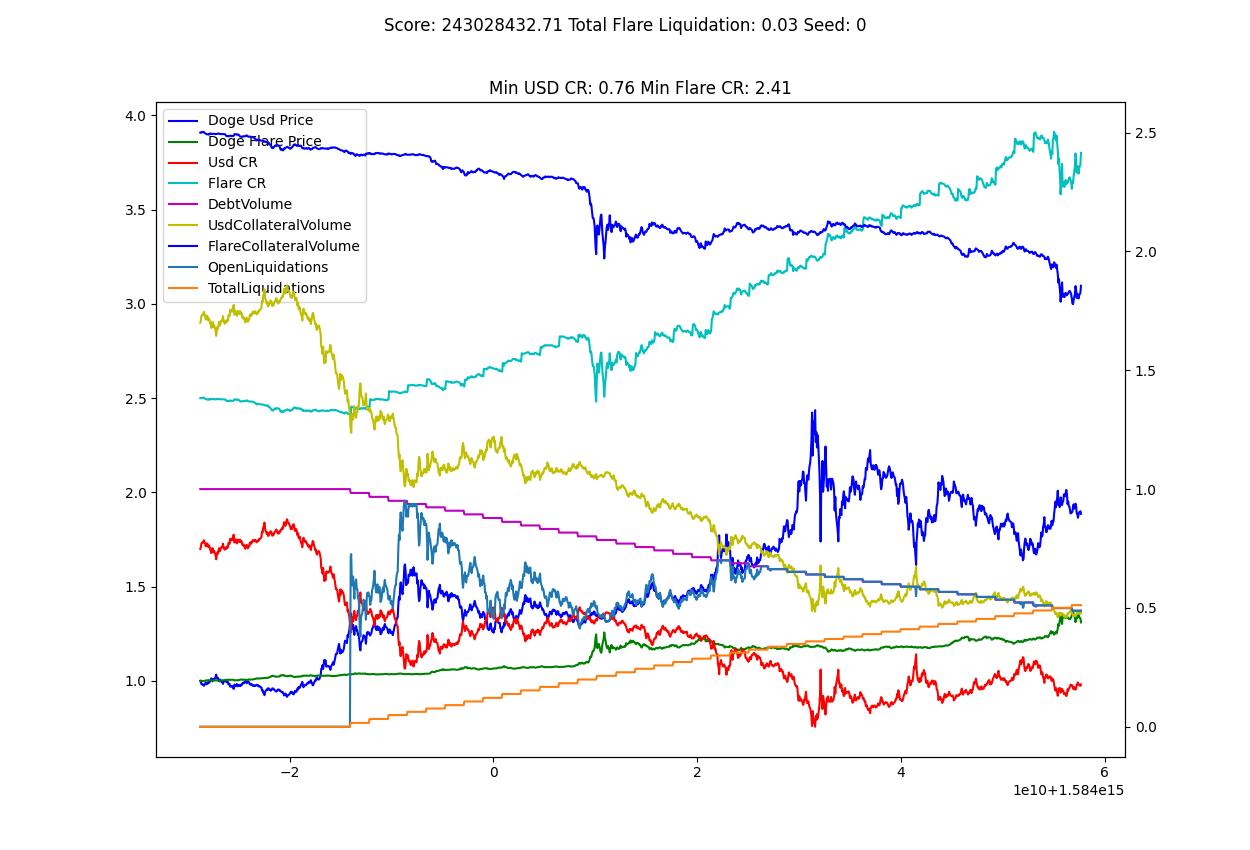 Score: 243028432.71 Total Flare Liquidation: 0.03 Seed: 0
Min USD CR: 0.76 Min Flare CR: 2.41
Doge Usd Price
Doge Flare Price
Usd CR
Flare CR
DebtVolume
UsdCollateralVolume
FlareCollateralVolume
OpenLiquidations
TotalLiquidations
4.0
3.5
3.0
2.5
2.0
1.5
1.0
2.5
2.0
1.5
1.0
0.5
0.0
−2 0 2 4 6
1e10+1.584e15